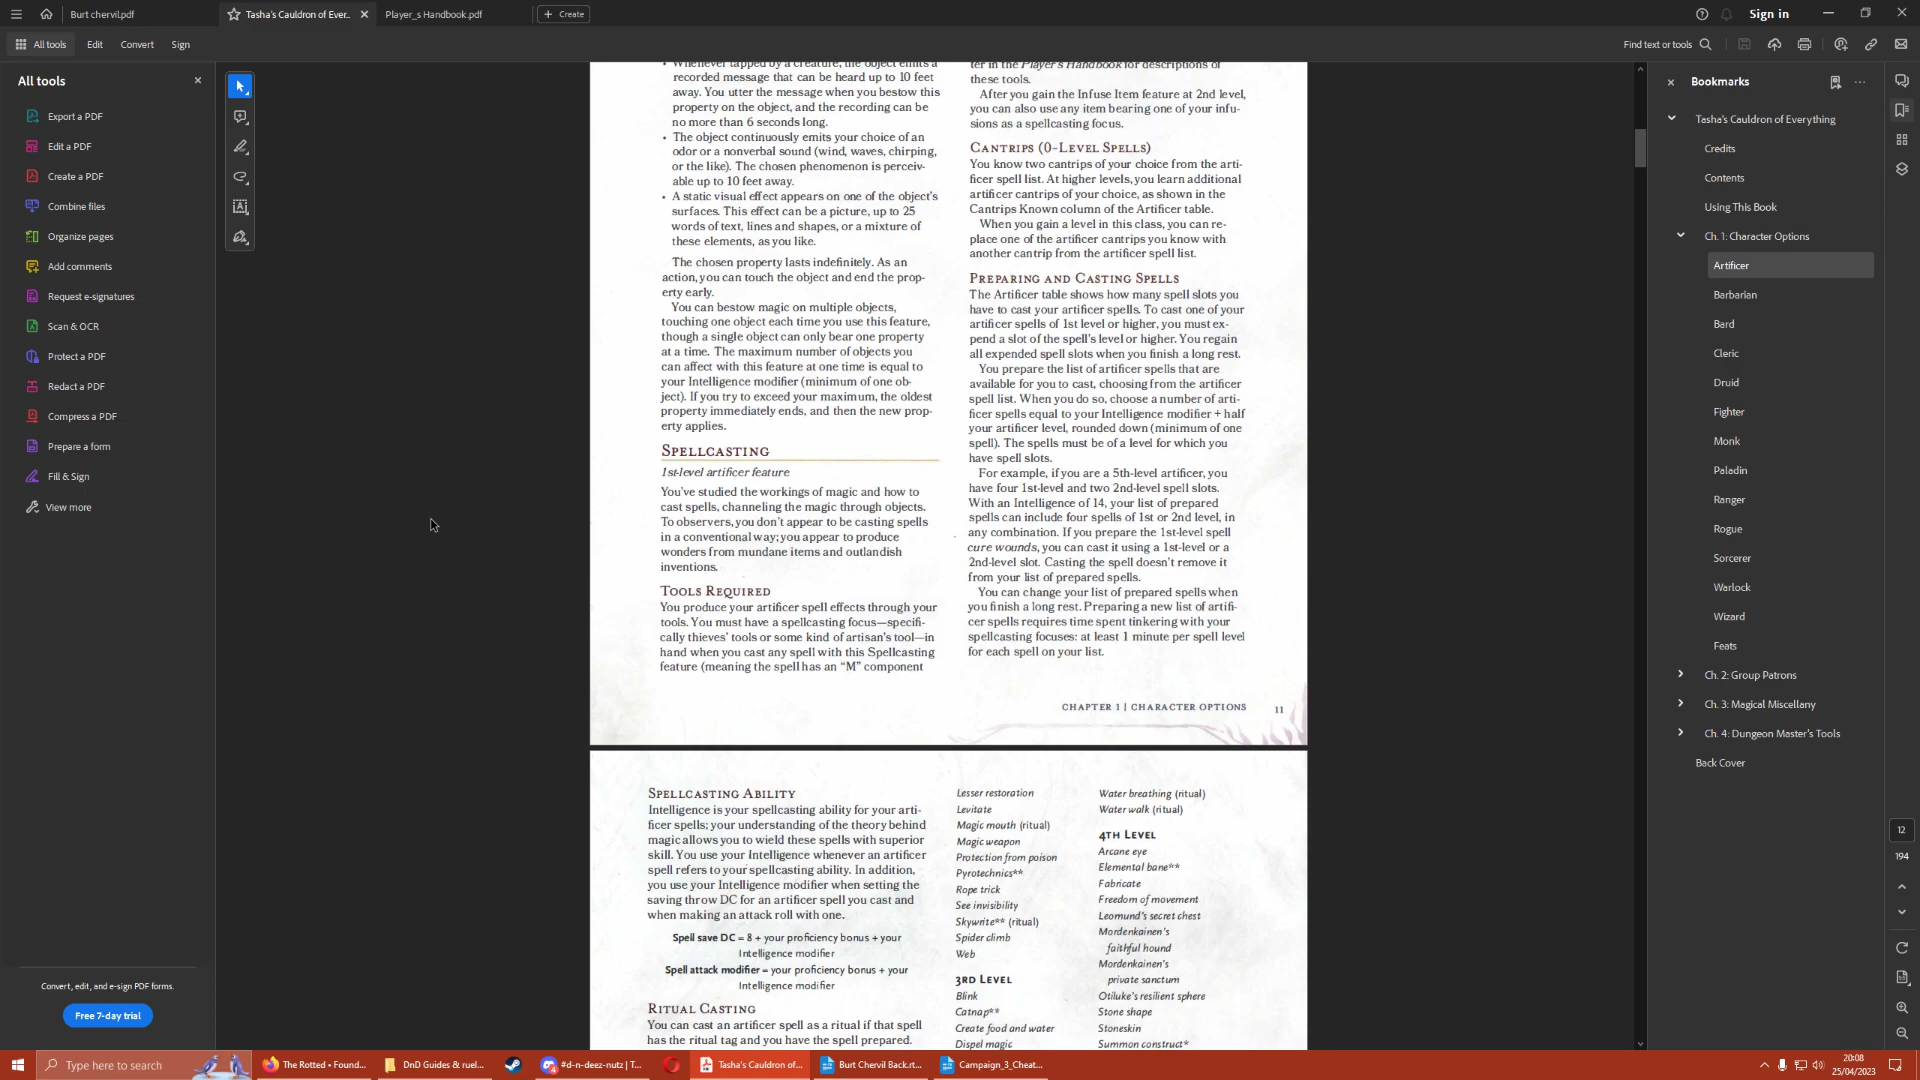 Burt chervil.pdf
Tasha's Cauldron of Ever...
Player_s Handbook.pdf
Create
Sign in
All tools
Edit
Convert
Sign
Find text or tools
All tools
Export a PDF
Edit a PDF
Create a PDF
Combine files
Organize pages
Add comments
Request e-signatures
Scan & OCR
Protect a PDF
Redact a PDF
Compress a PDF
Prepare a form
Fill & Sign
View more
Convert, edit, and e-sign PDF forms.
Free 7-day trial
• Whenever tapped by a creature, the object emits a
recorded message that can be heard up to 10 feet
away. You utter the message when you bestow this
property on the object, and the recording can be
no more than 6 seconds long.
• The object continuously emits your choice of an
odor or a nonverbal sound (wind, waves, chirping,
or the like). The chosen phenomenon is perceiv-
able up to 10 feet away.
• A static visual effect appears on one of the object's
surfaces. This effect can be a picture, up to 25
words of text, lines and shapes, or a mixture of
these elements, as you like.
The chosen property lasts indefinitely. As an
action, you can touch the object and end the prop-
erty early.
You can bestow magic on multiple objects,
touching one object each time you use this feature,
though a single object can only bear one property
at a time. The maximum number of objects you
can affect with this feature at one time is equal to
your Intelligence modifier (minimum of one ob-
ject). If you try to exceed your maximum, the oldest
property immediately ends, and then the new prop-
erty applies.
Spellcasting
1st-level artificer feature
You've studied the workings of magic and how to
cast spells, channeling the magic through objects.
To observers, you don't appear to be casting spells
in a conventional way; you appear to produce
wonders from mundane items and outlandish
inventions.
Tools Required
You produce your artificer spell effects through your
tools. You must have a spellcasting focus—specifi-
cally thieves' tools or some kind of artisan's tool—in
hand when you cast any spell with this Spellcasting
feature (meaning the spell has an "M" component
ter in the Player's Handbook for descriptions of
these tools.
After you gain the Infuse Item feature at 2nd level,
you can also use any item bearing one of your infu-
sions as a spellcasting focus.
Cantrips (0-Level Spells)
You know two cantrips of your choice from the arti-
ficer spell list. At higher levels, you learn additional
artificer cantrips of your choice, as shown in the
Cantrips Known column of the Artificer table.
When you gain a level in this class, you can re-
place one of the artificer cantrips you know with
another cantrip from the artificer spell list.
Preparing and Casting Spells
The Artificer table shows how many spell slots you
have to cast your artificer spells. To cast one of your
artificer spells of 1st level or higher, you must ex-
pend a slot of the spell's level or higher. You regain
all expended spell slots when you finish a long rest.
You prepare the list of artificer spells that are
available for you to cast, choosing from the artificer
spell list. When you do so, choose a number of arti-
ficer spells equal to your Intelligence modifier + half
your artificer level, rounded down (minimum of one
spell). The spells must be of a level for which you
have spell slots.
For example, if you are a 5th-level artificer, you
have four 1st-level and two 2nd-level spell slots.
With an Intelligence of 14, your list of prepared
spells can include four spells of 1st or 2nd level, in
any combination. If you prepare the 1st-level spell
cure wounds, you can cast it using a 1st-level or a
2nd-level slot. Casting the spell doesn't remove it
from your list of prepared spells.
You can change your list of prepared spells when
you finish a long rest. Preparing a new list of artifi-
cer spells requires time spent tinkering with your
spellcasting focuses: at least 1 minute per spell level
for each spell on your list.
CHAPTER 1 | CHARACTER OPTIONS 11
Spellcasting Ability
Intelligence is your spellcasting ability for your arti-
ficer spells; your understanding of the theory behind
magic allows you to wield these spells with superior
skill. You use your Intelligence whenever an artificer
spell refers to your spellcasting ability. In addition,
you use your Intelligence modifier when setting the
saving throw DC for an artificer spell you cast and
when making an attack roll with one.
Spell save DC = 8 + your proficiency bonus + your
Intelligence modifier
Spell attack modifier = your proficiency bonus + your
Intelligence modifier
Ritual Casting
You can cast an artificer spell as a ritual if that spell
has the ritual tag and you have the spell prepared.
Lesser restoration
Levitate
Magic mouth (ritual)
Magic weapon
Protection from poison
Pyrotechnics**
Rope trick
See invisibility
Skywrite** (ritual)
Spider climb
Web
3rd Level
Blink
Catnap**
Create food and water
Dispel magic
Water breathing (ritual)
Water walk (ritual)
4th Level
Arcane eye
Elemental bane**
Fabricate
Freedom of movement
Leomund's secret chest
Mordenkainen's
faithful hound
Mordenkainen's
private sanctum
Otiluke's resilient sphere
Stone shape
Stoneskin
Summon construct*
Bookmarks
Tasha's Cauldron of Everything
Credits
Contents
Using This Book
Ch. 1: Character Options
Artificer
Barbarian
Bard
Cleric
Druid
Fighter
Monk
Paladin
Ranger
Rogue
Sorcerer
Warlock
Wizard
Feats
Ch. 2: Group Patrons
Ch. 3: Magical Miscellany
Ch. 4: Dungeon Master's Tools
Back Cover
12
194
Type here to search
The Rotted • Found...
DnD Guides & ruel...
#d-n-deez-nutz | T...
Tasha's Cauldron of...
Burt Chervil Back.rt...
Campaign_3_Cheat...
20:08
25/04/2023